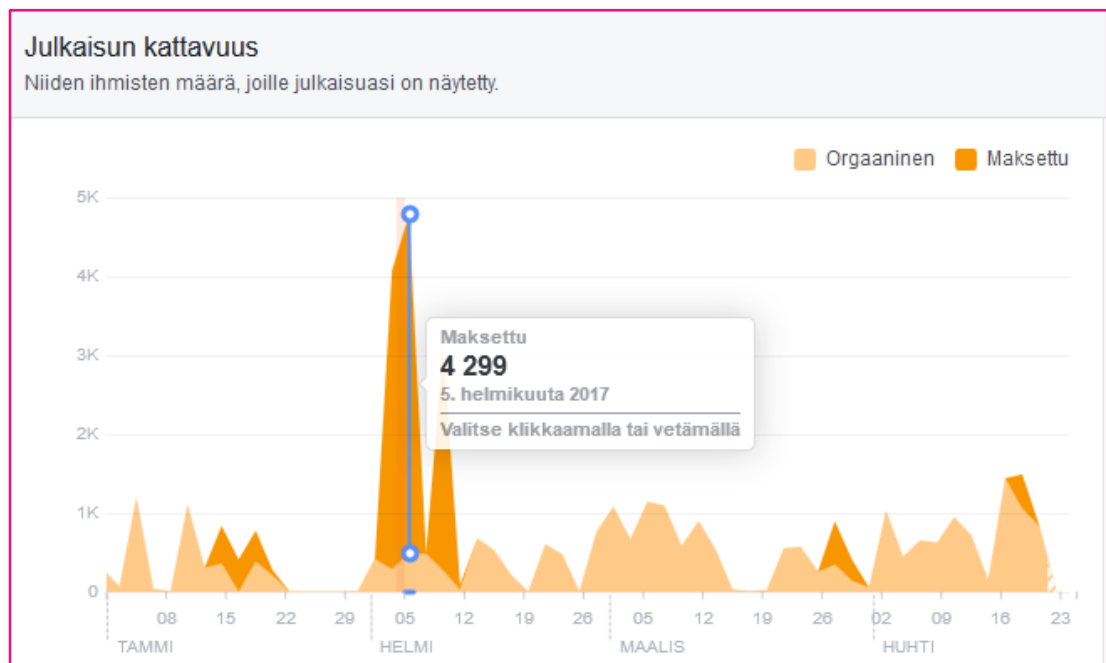 Julkaisun kattavuus
Niiden ihmisten määrä, joille julkaisuasi on näytetty.
Orgaaninen Maksettu
5K
4K
3K
2K
1K
0
Maksettu
4 299
5. helmikuuta 2017
Valitse klikkaamalla tai vetämällä
08 15 22 29 05 12 19 26 05 12 19 26 02 09 16 23
TAMMI HELMI MAALIS HUHTI